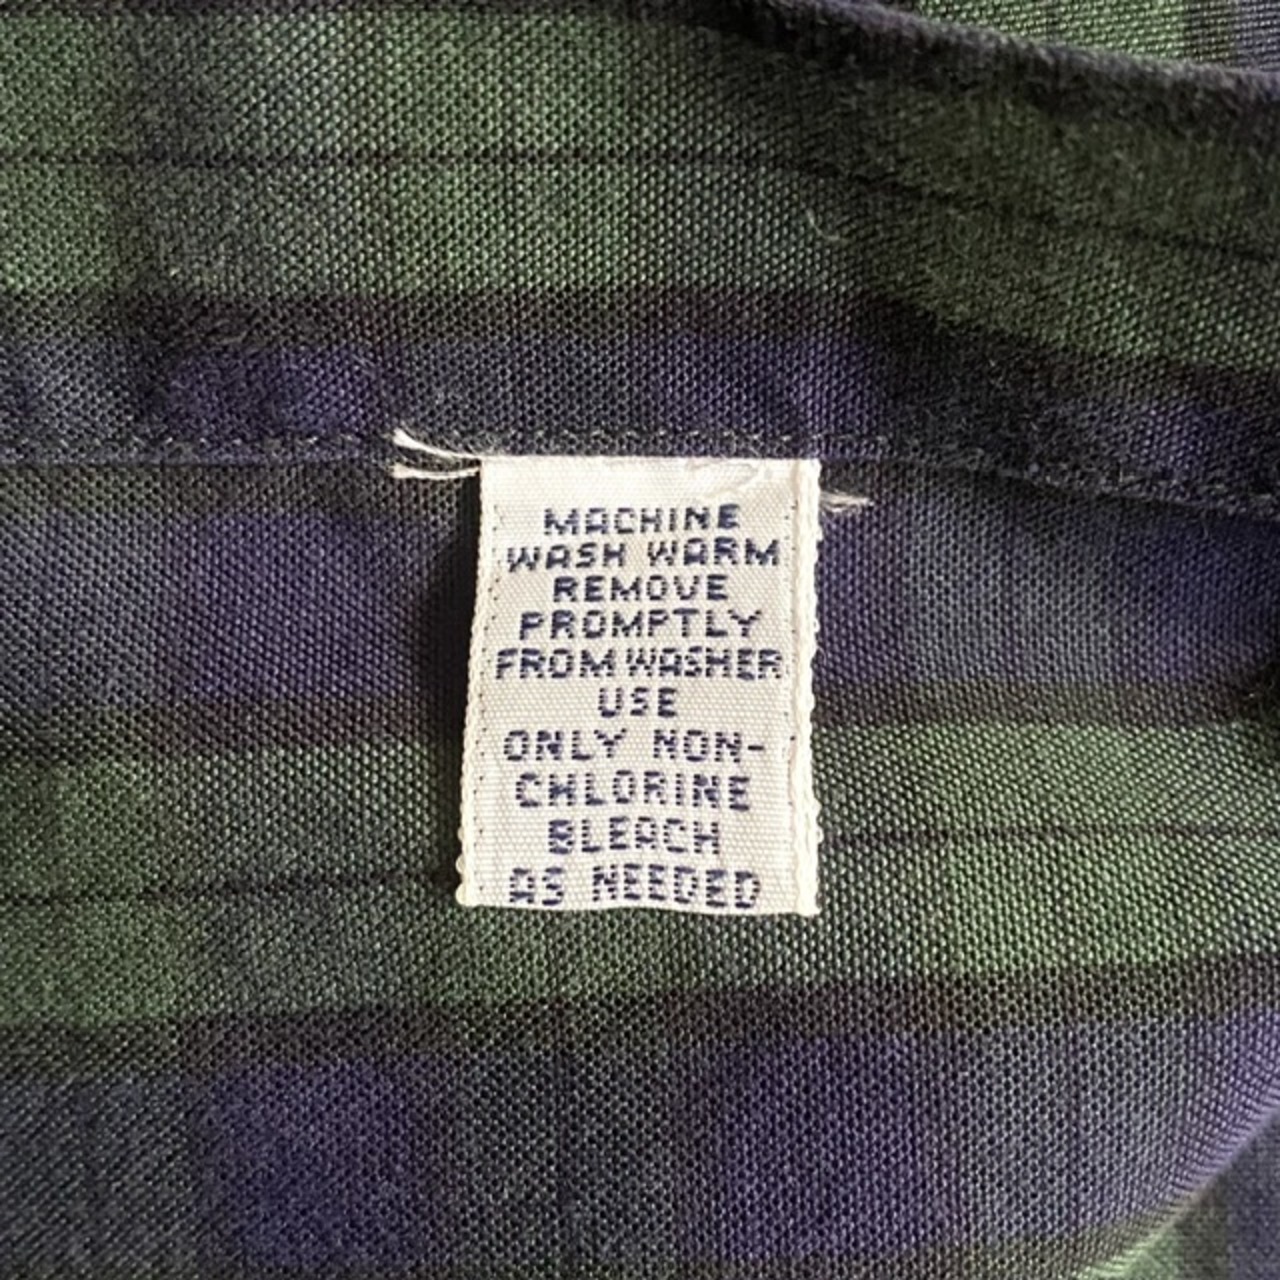 MACHINE
WASH WARM
REMOVE
PROMPTLY
FROM WASHER
USE
ONLY NON-
CHLORINE
BLEACH
AS NEEDED